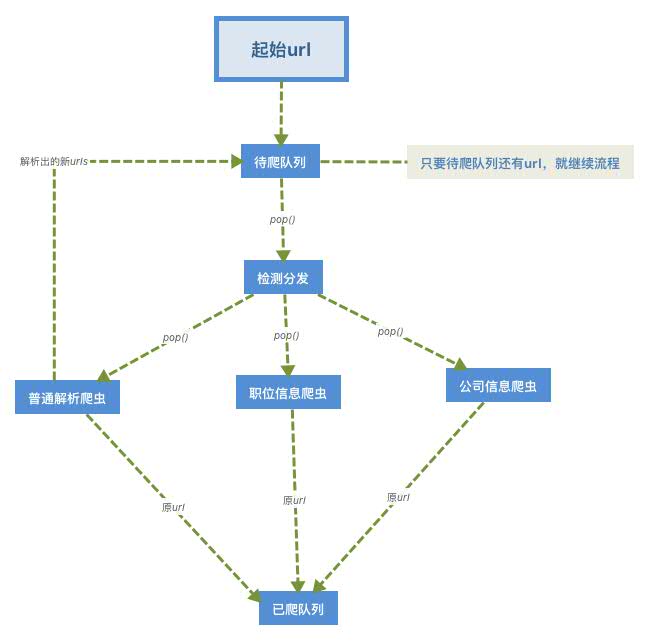 起始url
解析出的新urls
待爬队列
只要待爬队列还有url，就继续流程
pop()
检测分发
pop()
pop()
pop()
普通解析爬虫
职位信息爬虫
公司信息爬虫
原url
原url
原url
已爬队列